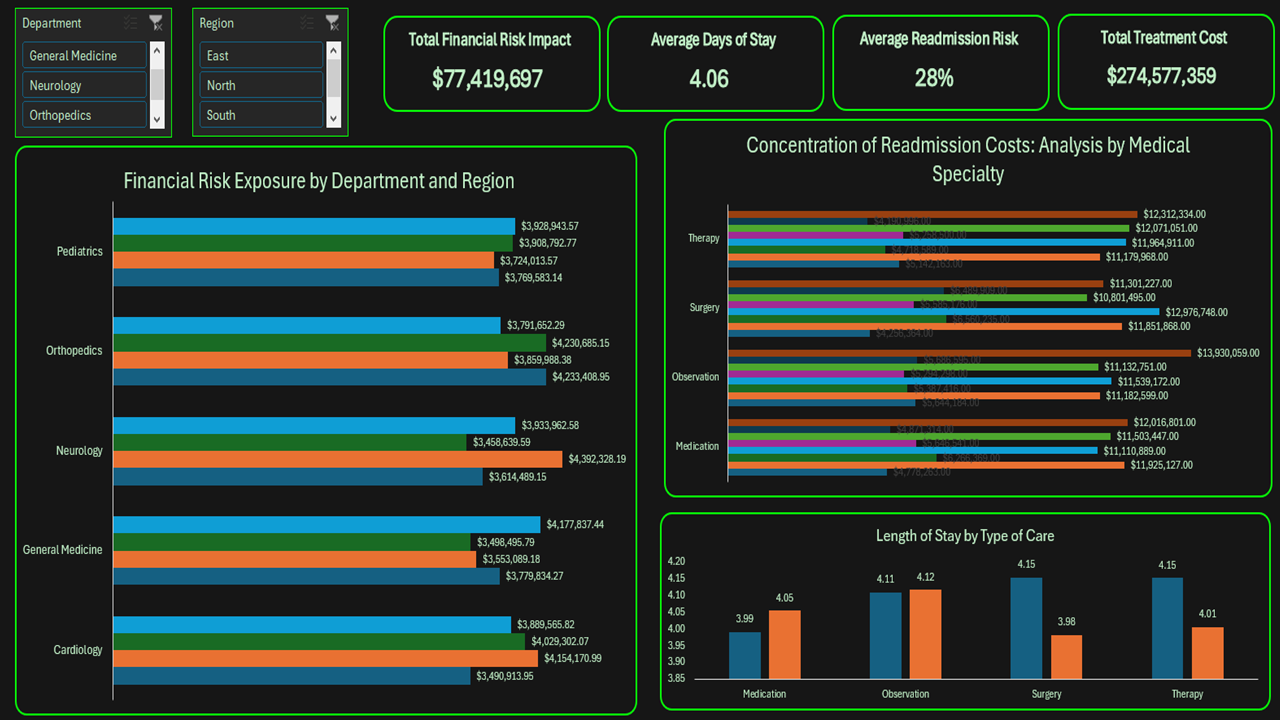 Department
General Medicine
Neurology
Orthopedics
Region
East
North
South
Total Financial Risk Impact
$77,419,697
Average Days of Stay
4.06
Average Readmission Risk
28%
Total Treatment Cost
$274,577,359
Financial Risk Exposure by Department and Region
Pediatrics
$3,928,943.57
$3,908,792.77
$3,724,013.57
$3,769,583.14
Orthopedics
$3,791,652.29
$4,230,685.15
$3,859,988.38
$4,233,408.95
Neurology
$3,933,962.58
$3,458,639.59
$4,392,328.19
$3,614,489.15
General Medicine
$4,177,837.44
$3,498,495.79
$3,553,089.18
$3,779,834.27
Cardiology
$3,889,565.82
$4,029,302.07
$4,154,170.99
$3,490,913.95
Concentration of Readmission Costs: Analysis by Medical
Specialty
Therapy
$12,312,334.00
$12,071,051.00
$11,964,911.00
$11,179,968.00
Surgery
$11,301,227.00
$10,801,495.00
$12,976,748.00
$11,851,868.00
Observation
$13,930,059.00
$11,132,751.00
$11,539,172.00
$11,182,599.00
Medication
$12,016,801.00
$11,503,447.00
$11,110,889.00
$11,925,127.00
Length of Stay by Type of Care
4.20
4.15
4.10
4.05
4.00
3.95
3.90
3.85
3.99
4.05
4.11
4.12
4.15
3.98
4.15
4.01
Medication
Observation
Surgery
Therapy